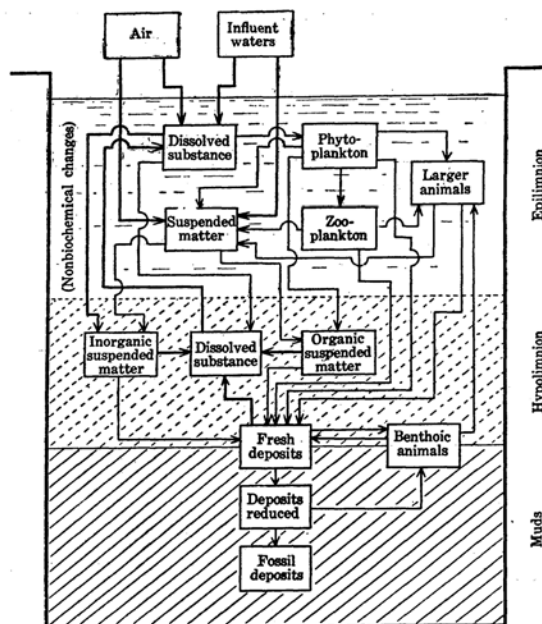 Air
Influent
waters
(Nonbiochemical changes)
Dissolved
substance
Phyto-
plankton
Larger
animals
Epilimnion
Suspended
matter
Zoo-
plankton
Inorganic
suspended
matter
Dissolved
substance
Organic
suspended
matter
Hypolimnion
Fresh
deposits
Benthoic
animals
Deposits
reduced
Muds
Fossil
deposits